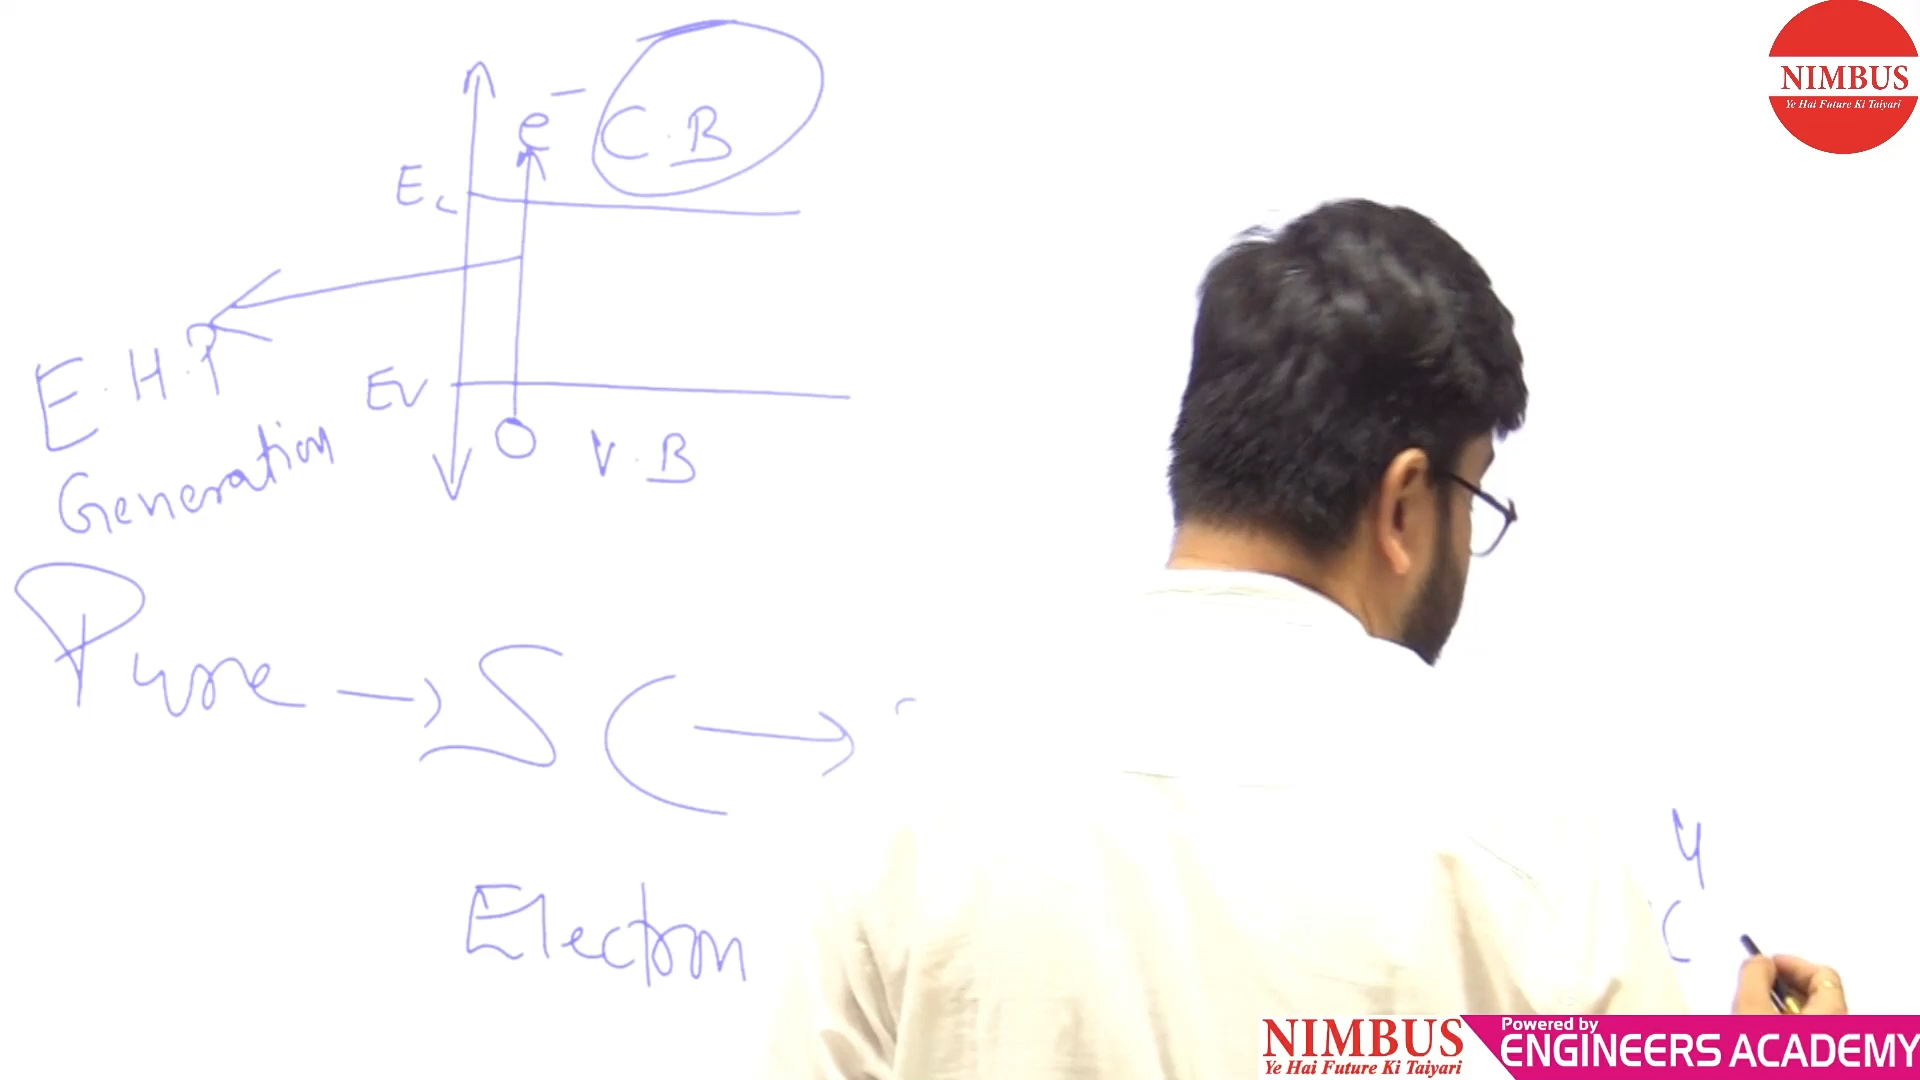 e⁻ C.B
Ec
E.H.P
Generation
Ev
V.B
Pure → SC →
Electron
NIMBUS
Ye Hai Future Ki Taiyari
NIMBUS
Ye Hai Future Ki Taiyari
Powered by
ENGINEERS ACADEMY